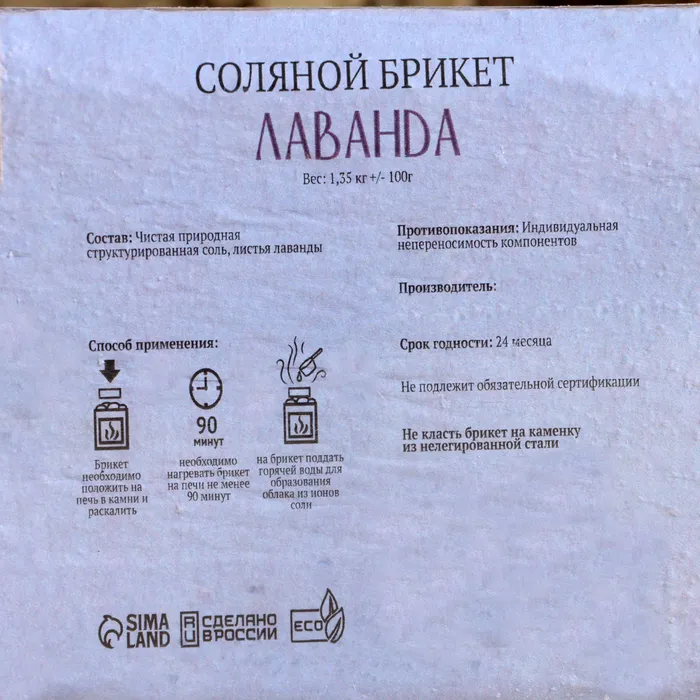 СОЛЯНОЙ БРИКЕТ
ЛАВАНДА
Вес: 1,35 кг +/- 100г
Состав: Чистая природная
структурированная соль, листья лаванды
Противопоказания: Индивидуальная
непереносимость компонентов
Производитель:
Срок годности: 24 месяца
Не подлежит обязательной сертификации
Не класть брикет на каменку
из нелегированной стали
Способ применения:
Брикет
необходимо
положить на
печь в камни и
раскалить
90
МИНУТ
необходимо
нагревать брикет
на печи не менее
90 минут
на брикет поддать
горячей воды для
образования
облака из ионов
соли
SIMA
LAND
RU
СДЕЛАНО
В РОССИИ
ECO